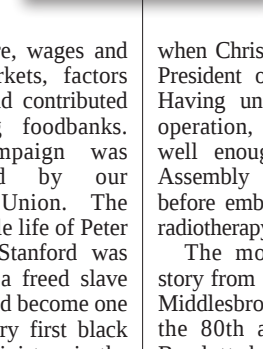 re, wages and
rkets, factors
d contributed
g foodbanks.
mpaign was
d by our
Union. The
le life of Peter
Stanford was
a freed slave
d become one
ry first black
when Chris
President o
Having un
operation,
well enoug
Assembly
before emb
radiotherapy
The mo
story from
Middlesbro
the 80th a